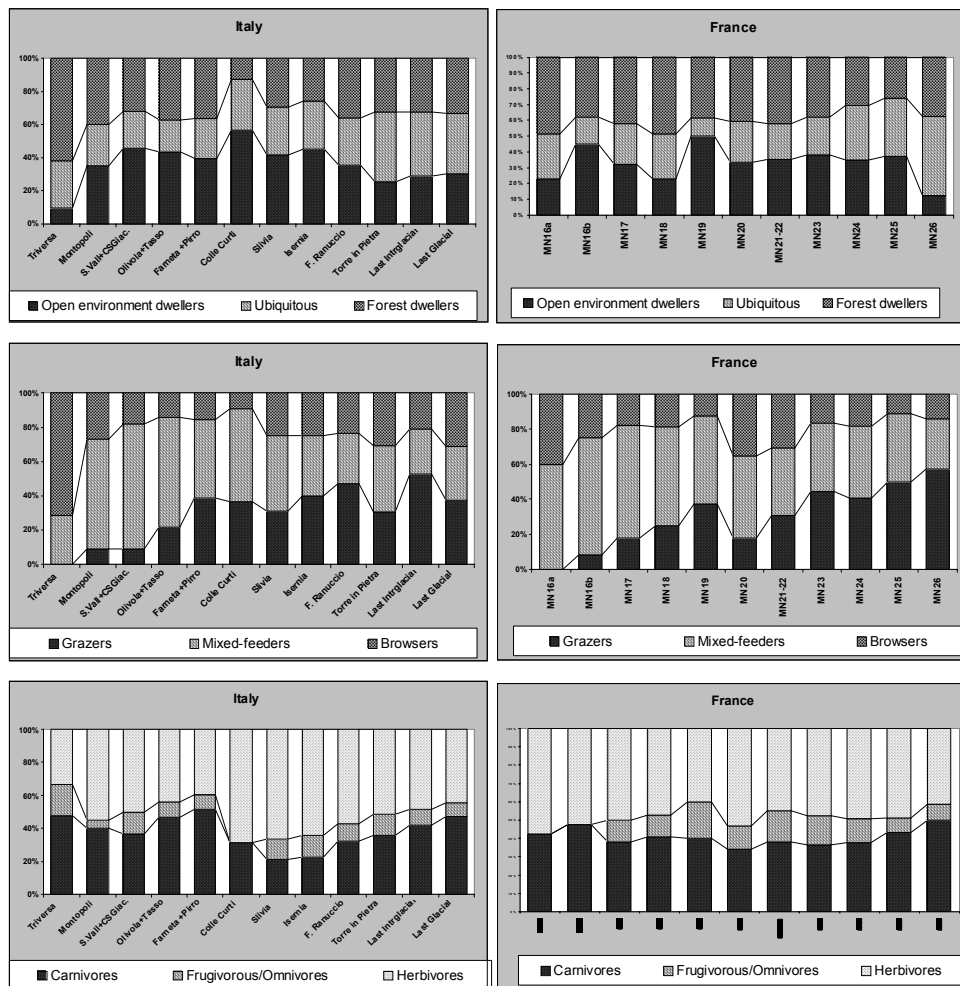 Italy
100%
80%
60%
40%
20%
0%
Triversa
Montopoli
S.Vall+CSGiac.
Olivola+Tasso
Farneta +Pirro
Colle Curti
Slivia
Isernia
F. Ranuccio
Torre in Pietra
Last Intrglacial
Last Glacial
Open environment dwellers
Ubiquitous
Forest dwellers
France
100%
90%
80%
70%
60%
50%
40%
30%
20%
10%
0%
MN16a
MN16b
MN17
MN18
MN19
MN20
MN21-22
MN23
MN24
MN25
MN26
Open environment dwellers
Ubiquitous
Forest dwellers
Italy
100%
80%
60%
40%
20%
0%
Triversa
Montopoli
S.Vall+CSGiac.
Olivola+Tasso
Farneta +Pirro
Colle Curti
Slivia
Isernia
F. Ranuccio
Torre in Pietra
Last Intrglacial
Last Glacial
Grazers
Mixed-feeders
Browsers
France
100%
80%
60%
40%
20%
0%
MN16a
MN16b
MN17
MN18
MN19
MN20
MN21-22
MN23
MN24
MN25
MN26
Grazers
Mixed-feeders
Browsers
Italy
100%
80%
60%
40%
20%
0%
Triversa
Montopoli
S.Vall+CSGiac.
Olivola+Tasso
Farneta +Pirro
Colle Curti
Slivia
Isernia
F. Ranuccio
Torre in Pietra
Last Intrglacia.
Last Glacial
Carnivores
Frugivorous/Omnivores
Herbivores
France
Carnivores
Frugivorous/Omnivores
Herbivores